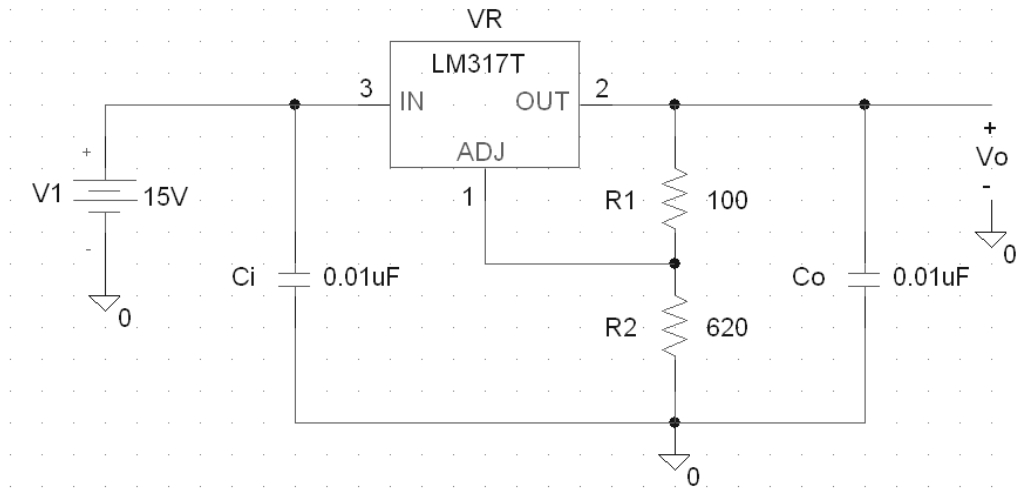 VR
LM317T
3 IN OUT 2
ADJ
1
+
V1 15V
-
0
Ci 0.01uF
R1 100
R2 620
Co 0.01uF
+
Vo
-
0
0